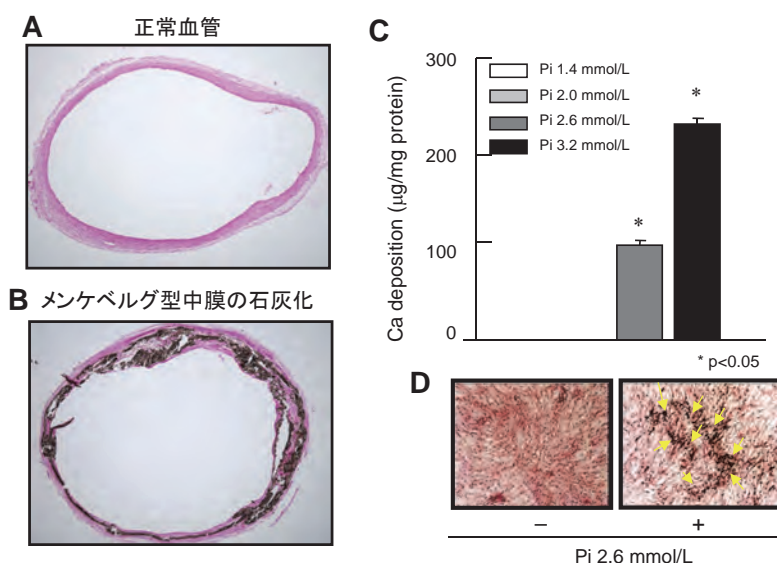 A
正常血管
B メンケベルグ型中膜の石灰化
C
Ca deposition (μg/mg protein)
300
200
100
0
Pi 1.4 mmol/L
Pi 2.0 mmol/L
Pi 2.6 mmol/L
Pi 3.2 mmol/L
*
*
* p<0.05
D
− +
Pi 2.6 mmol/L